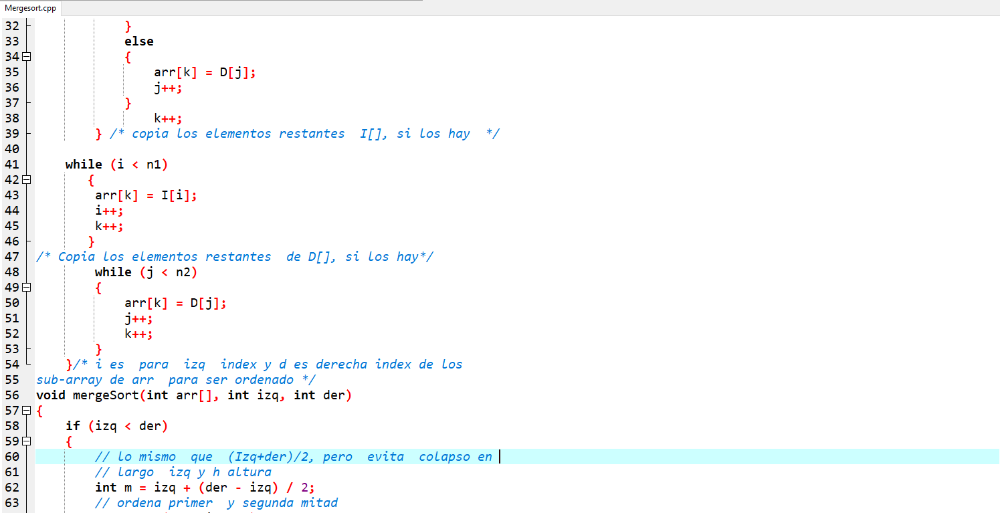 Mergesort.cpp
32 }
33 else
34 {
35 arr[k] = D[j];
36 j++;
37 }
38 k++;
39 } /* copia los elementos restantes  I[], si los hay  */
40
41 while (i < n1)
42 {
43 arr[k] = I[i];
44 i++;
45 k++;
46 }
47 /* Copia los elementos restantes  de D[], si los hay*/
48 while (j < n2)
49 {
50 arr[k] = D[j];
51 j++;
52 k++;
53 }
54 }/* i es  para  izq  index y d es derecha index de los
55 sub-array de arr  para ser ordenado */
56 void mergeSort(int arr[], int izq, int der)
57 {
58 if (izq < der)
59 {
60 // lo mismo  que  (Izq+der)/2, pero  evita  colapso en
61 // largo  izq y h altura
62 int m = izq + (der - izq) / 2;
63 // ordena primer  y segunda mitad